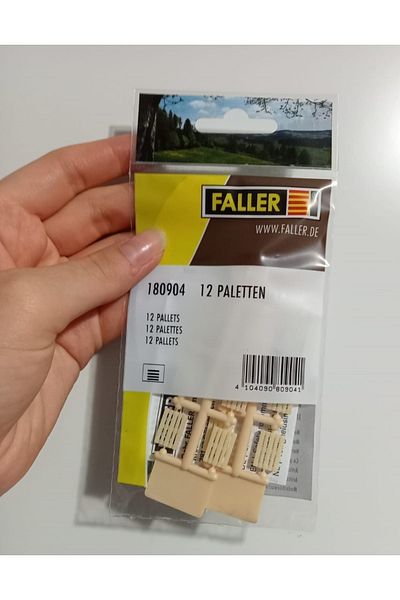 FALLER
WWW.FALLER.DE
180904 12 PALETTEN
12 PALLETS
12 PALETTES
12 PALLETS
4 104090 809041